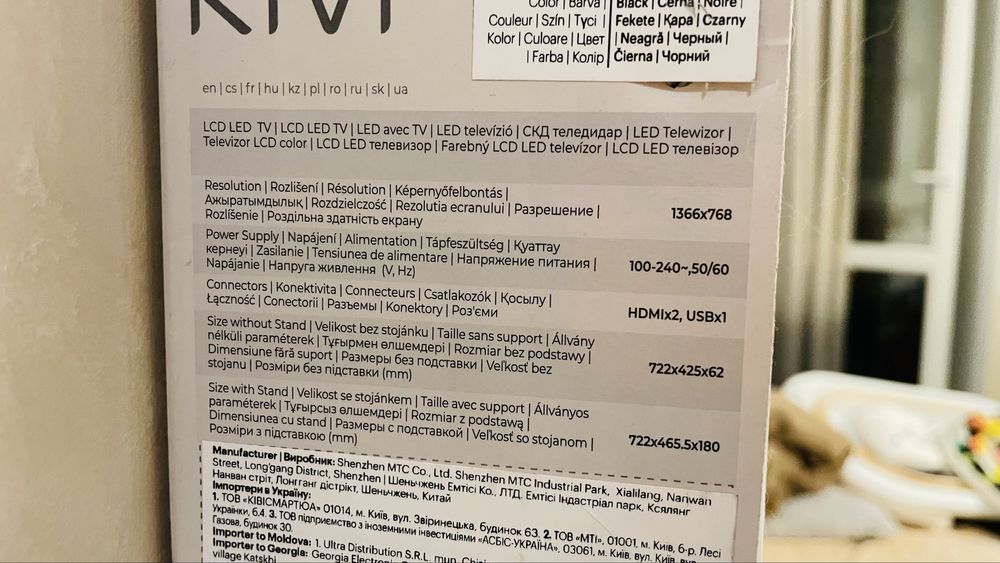 KIVI
Color | Barva | Black | Černá | Noire |
Couleur | Szín | Түсі | Fekete | Қара | Czarny
Kolor | Culoare | Цвет | Neagră | Черный |
| Farba | Колір | Čierna | Чорний
en | cs | fr | hu | kz | pl | ro | ru | sk | ua
LCD LED TV | LCD LED TV | LED avec TV | LED televízió | СКД теледидар | LED Telewizor |
Televizor LCD color | LCD LED телевизор | Farebný LCD LED televízor | LCD LED телевізор
Resolution | Rozlišení | Résolution | Képernyőfelbontás |
Ажыратымдылық | Rozdzielczość | Rezolutia ecranului | Разрешение |
Rozlíšenie | Роздільна здатність екрану
1366x768
Power Supply | Napájení | Alimentation | Tápfeszültség | Қуаттау
кернеуі | Zasilanie | Tensiunea de alimentare | Напряжение питания |
Napájanie | Напруга живлення (V, Hz)
100-240~,50/60
Connectors | Konektivita | Connecteurs | Csatlakozók | Қосылу |
Łączność | Conectorii | Разъемы | Konektory | Роз'єми
HDMIx2, USBx1
Size without Stand | Velikost bez stojánku | Taille sans support | Állvány
nélküli paraméterek | Тұғырмен өлшемдері | Rozmiar bez podstawy |
Dimensiune fără suport | Размеры без подставки | Veľkosť bez
stojanu | Розміри без підставки (mm)
722x425x62
Size with Stand | Velikost se stojánkem | Taille avec support | Állványos
paraméterek | Тұғырсыз өлшемдері | Rozmiar z podstawą |
Dimensiunea cu stand | Размеры с подставкой | Veľkosť so stojanom |
Розміри з підставкою (mm)
722x465.5x180
Manufacturer | Виробник: Shenzhen MTC Co., Ltd. Shenzhen MTC Industrial Park, Xialilang, Nanwan
Street, Long'gang District, Shenzhen | Шеньчжень Емтісі Ко., ЛТД. Емтісі Індастріал парк, Ксялянг
Нанван стріт, Лонгганг дістрікт, Шеньчжень, Китай
Імпортери в Україну:
1. ТОВ «КІВІСМАРТЮА» 01014, м. Київ, вул. Звіринецька, будинок 63. 2. ТОВ «МТІ», 01001, м. Київ, б-р. Лесі
Українки, б.4. 3. ТОВ підприємство з іноземними інвестиціями «АСБІС-УКРАЇНА», 03061, м. Київ, вул.
Газова, будинок 30.
Importer to Moldova: 1. Ultra Distribution S.R.L. mun.
Importer to Georgia: Georgia
village Katskhi